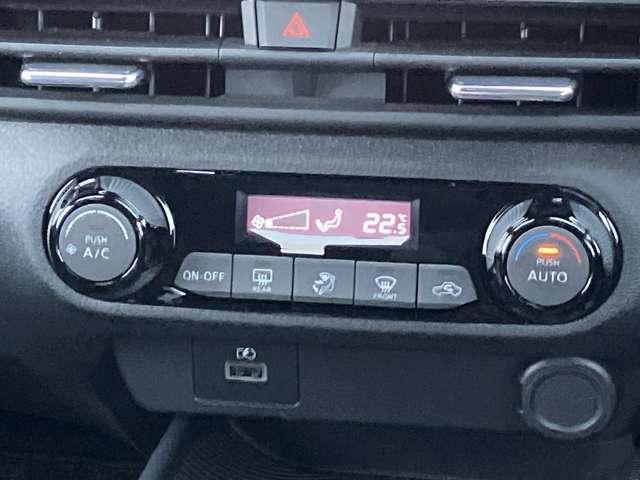 22.5 °C
PUSH
A/C
ON·OFF
REAR
FRONT
PUSH
AUTO